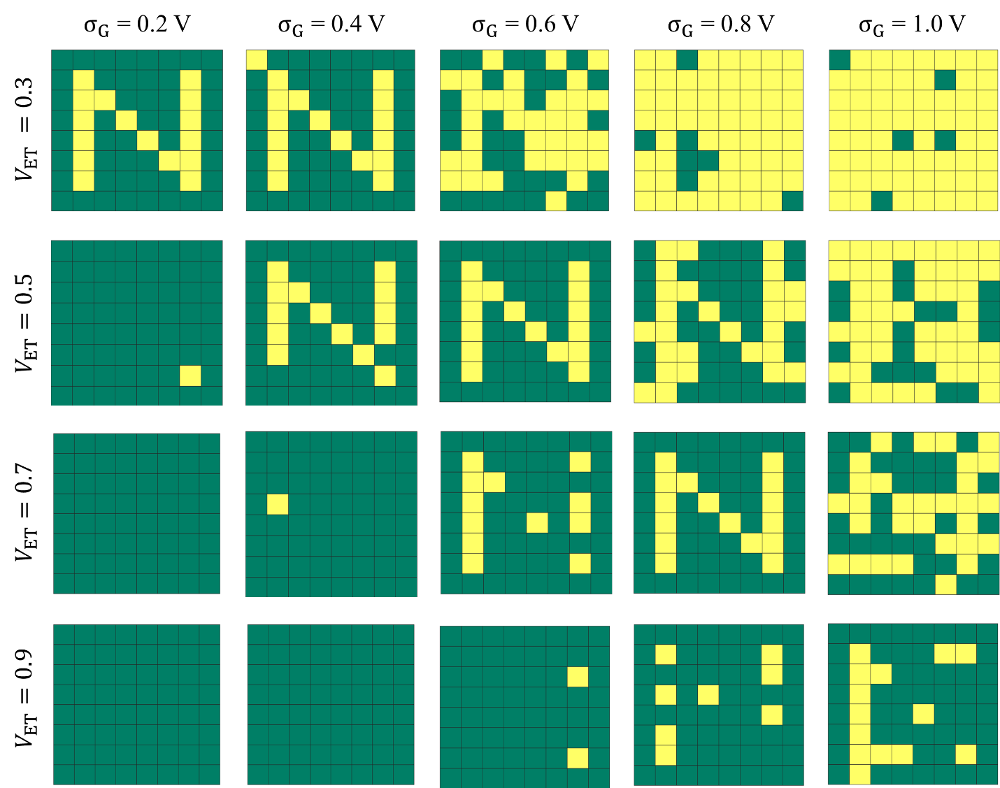 σG = 0.2 V σG = 0.4 V σG = 0.6 V σG = 0.8 V σG = 1.0 V
VET = 0.3
VET = 0.5
VET = 0.7
VET = 0.9